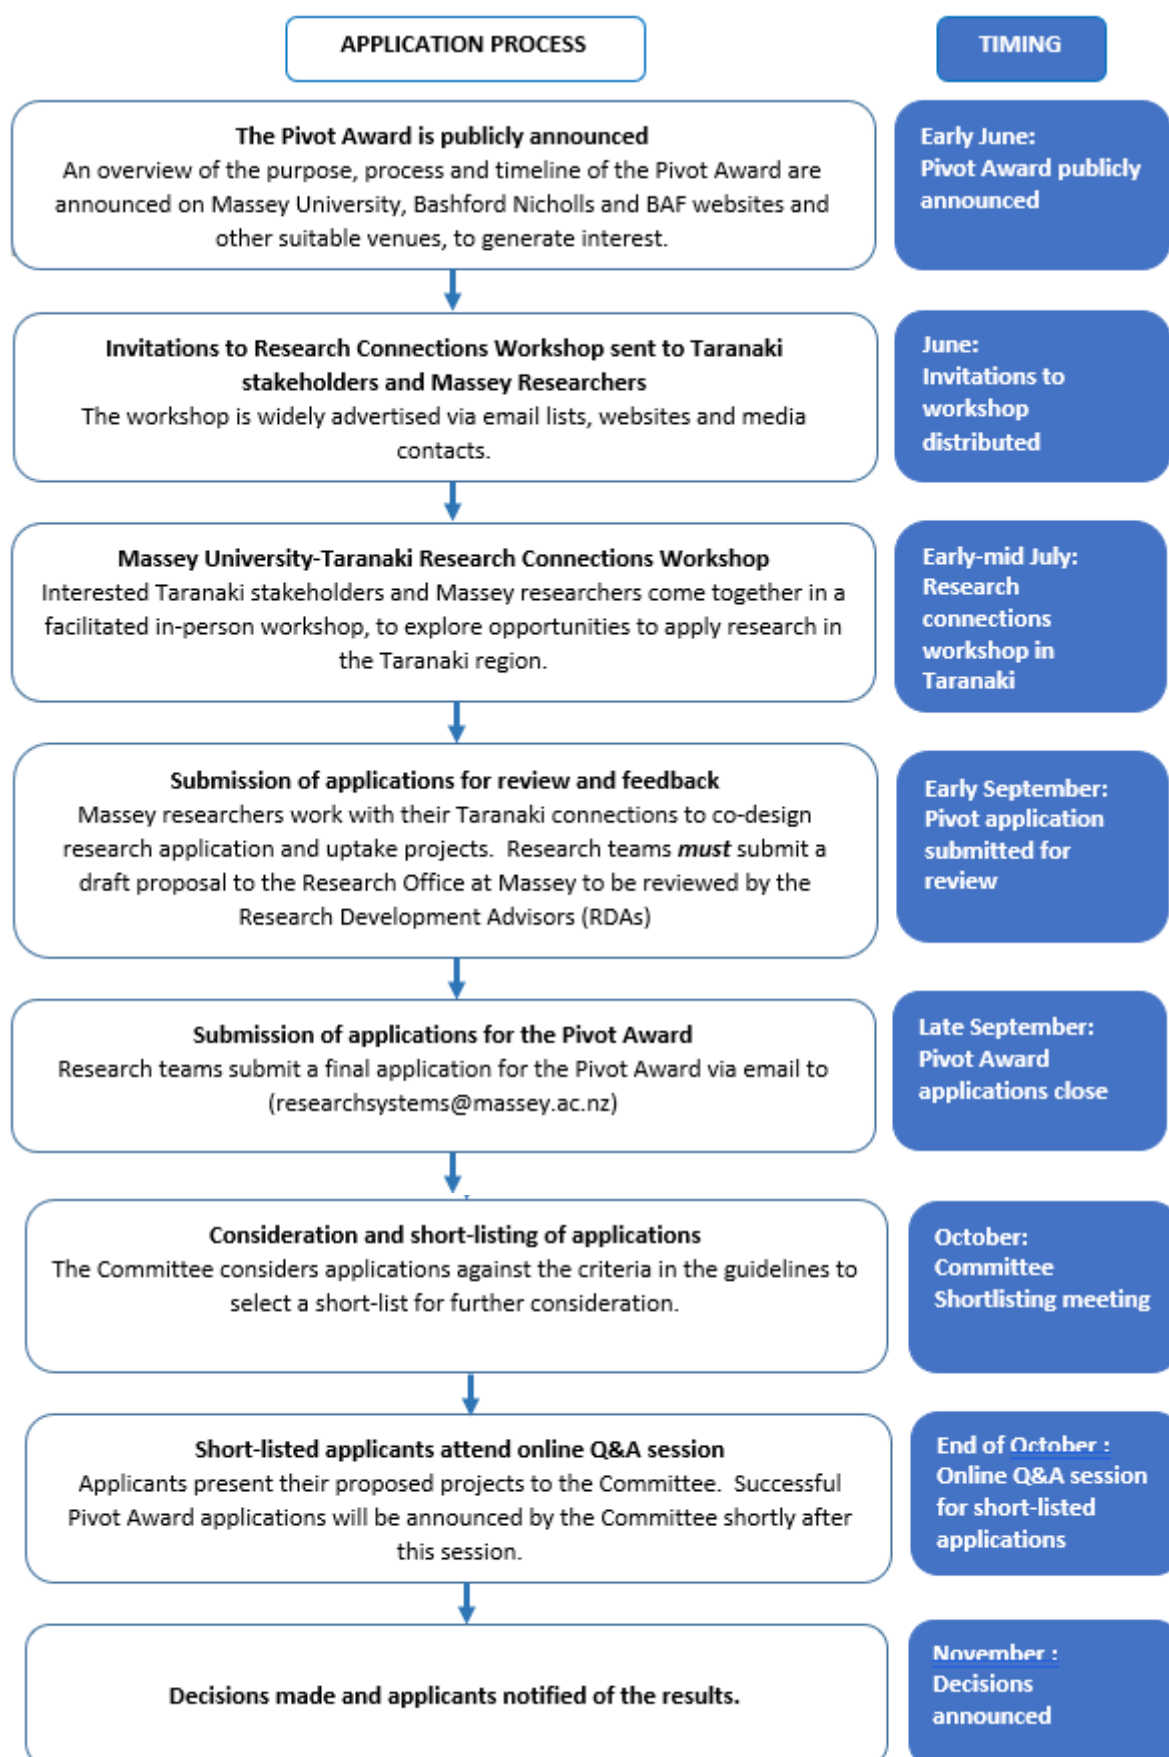 APPLICATION PROCESS
TIMING
The Pivot Award is publicly announced
An overview of the purpose, process and timeline of the Pivot Award are
announced on Massey University, Bashford Nicholls and BAF websites and
other suitable venues, to generate interest.
Early June:
Pivot Award publicly
announced
Invitations to Research Connections Workshop sent to Taranaki
stakeholders and Massey Researchers
The workshop is widely advertised via email lists, websites and media
contacts.
June:
Invitations to
workshop
distributed
Massey University-Taranaki Research Connections Workshop
Interested Taranaki stakeholders and Massey researchers come together in a
facilitated in-person workshop, to explore opportunities to apply research in
the Taranaki region.
Early-mid July:
Research
connections
workshop in
Taranaki
Submission of applications for review and feedback
Massey researchers work with their Taranaki connections to co-design
research application and uptake projects.  Research teams must submit a
draft proposal to the Research Office at Massey to be reviewed by the
Research Development Advisors (RDAs)
Early September:
Pivot application
submitted for
review
Submission of applications for the Pivot Award
Research teams submit a final application for the Pivot Award via email to
(researchsystems@massey.ac.nz)
Late September:
Pivot Award
applications close
Consideration and short-listing of applications
The Committee considers applications against the criteria in the guidelines to
select a short-list for further consideration.
October:
Committee
Shortlisting meeting
Short-listed applicants attend online Q&A session
Applicants present their proposed projects to the Committee.  Successful
Pivot Award applications will be announced by the Committee shortly after
this session.
End of October :
Online Q&A session
for short-listed
applications
Decisions made and applicants notified of the results.
November :
Decisions
announced